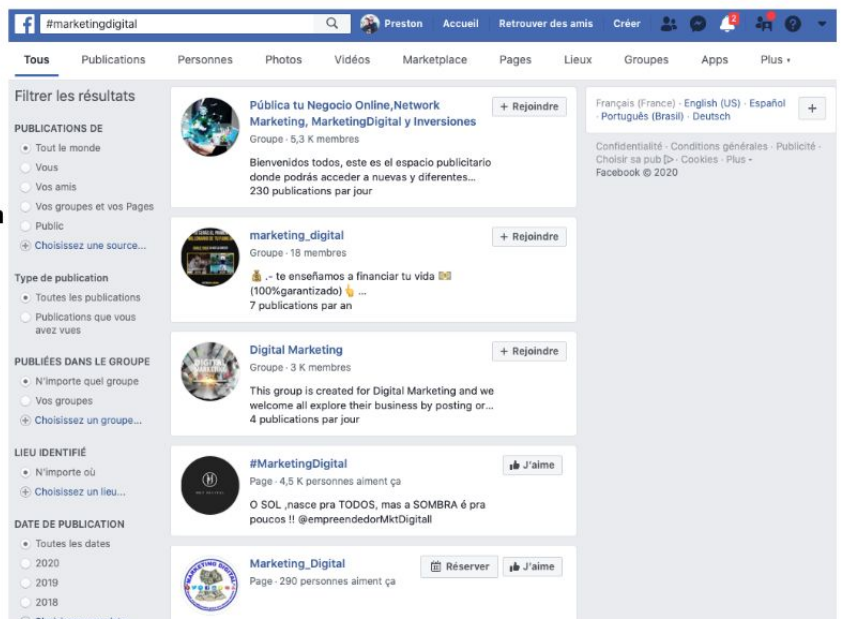 #marketingdigital
Preston Accueil Retrouver des amis Créer 2
Tous Publications Personnes Photos Vidéos Marketplace Pages Lieux Groupes Apps Plus
Filtrer les résultats
PUBLICATIONS DE
Tout le monde
Vous
Vos amis
Vos groupes et vos Pages
Public
Choisissez une source...
Type de publication
Toutes les publications
Publications que vous
avez vues
PUBLIÉES DANS LE GROUPE
N'importe quel groupe
Vos groupes
Choisissez un groupe...
LIEU IDENTIFIÉ
N'importe où
Choisissez un lieu...
DATE DE PUBLICATION
Toutes les dates
2020
2019
2018
Pública tu Negocio Online,Network
Marketing, MarketingDigital y Inversiones
Groupe · 5,3 K membres
Bienvenidos todos, este es el espacio publicitario
donde podrás acceder a nuevas y diferentes...
230 publications par jour
+ Rejoindre
marketing_digital
Groupe · 18 membres
💰 .- te enseñamos a financiar tu vida 💴
(100%garantizado) 👆 ...
7 publications par an
+ Rejoindre
DIGITAL
MARKETING
Digital Marketing
Groupe · 3 K membres
This group is created for Digital Marketing and we
welcome all explore their business by posting or...
4 publications par jour
+ Rejoindre
#MarketingDigital
Page · 4,5 K personnes aiment ça
O SOL ,nasce pra TODOS, mas a SOMBRA é pra
poucos !! @empreendedorMktDigitall
J'aime
MARKETING DIGITAL
Marketing_Digital
Page · 290 personnes aiment ça
Réserver J'aime
Français (France) · English (US) · Español
· Português (Brasil) · Deutsch
+
Confidentialité · Conditions générales · Publicité ·
Choisir sa pub · Cookies · Plus
Facebook © 2020